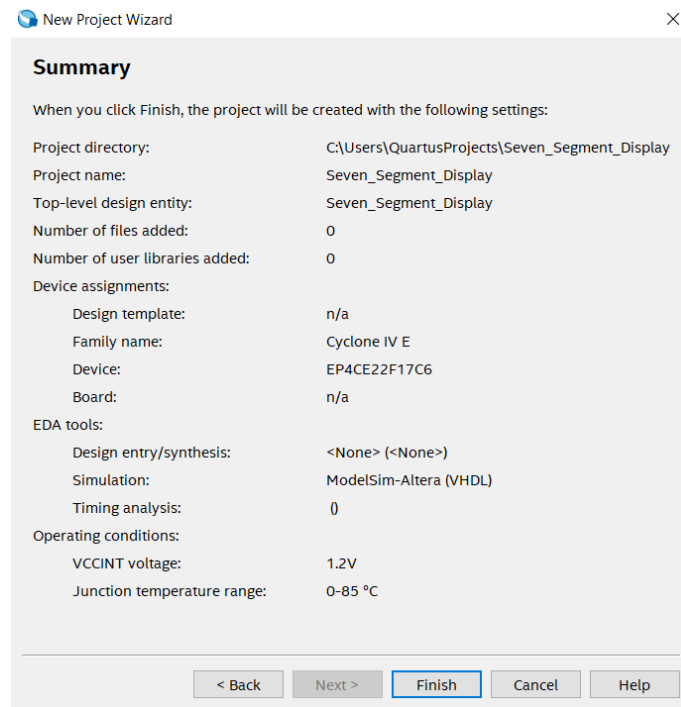 New Project Wizard
Summary
When you click Finish, the project will be created with the following settings:
Project directory: C:\Users\QuartusProjects\Seven_Segment_Display
Project name: Seven_Segment_Display
Top-level design entity: Seven_Segment_Display
Number of files added: 0
Number of user libraries added: 0
Device assignments:
Design template: n/a
Family name: Cyclone IV E
Device: EP4CE22F17C6
Board: n/a
EDA tools:
Design entry/synthesis: <None> (<None>)
Simulation: ModelSim-Altera (VHDL)
Timing analysis: ()
Operating conditions:
VCCINT voltage: 1.2V
Junction temperature range: 0-85 °C
< Back Next > Finish Cancel Help